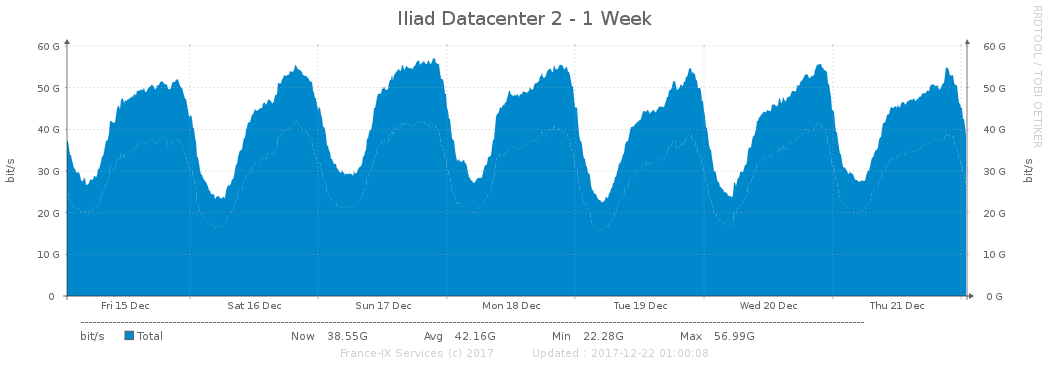 Iliad Datacenter 2 - 1 Week
RRDTOOL / TOBI OETIKER
60 G 60 G
50 G 50 G
40 G 40 G
30 G 30 G
20 G 20 G
10 G 10 G
0 0 G
bit/s bit/s
Fri 15 Dec Sat 16 Dec Sun 17 Dec Mon 18 Dec Tue 19 Dec Wed 20 Dec Thu 21 Dec
bit/s Total Now 38.55G Avg 42.16G Min 22.28G Max 56.99G
France-IX Services (c) 2017 Updated : 2017-12-22 01:00:08